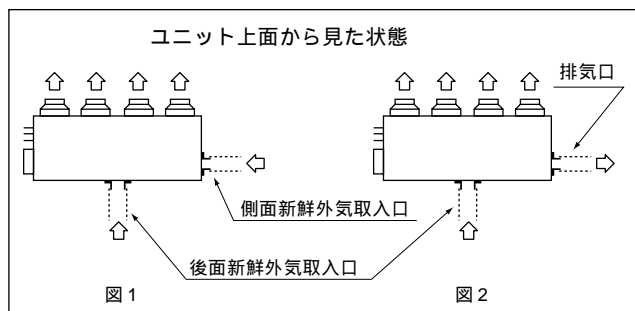 ユニット上面から見た状態
排気口
側面新鮮外気取入口
後面新鮮外気取入口
図1
図2